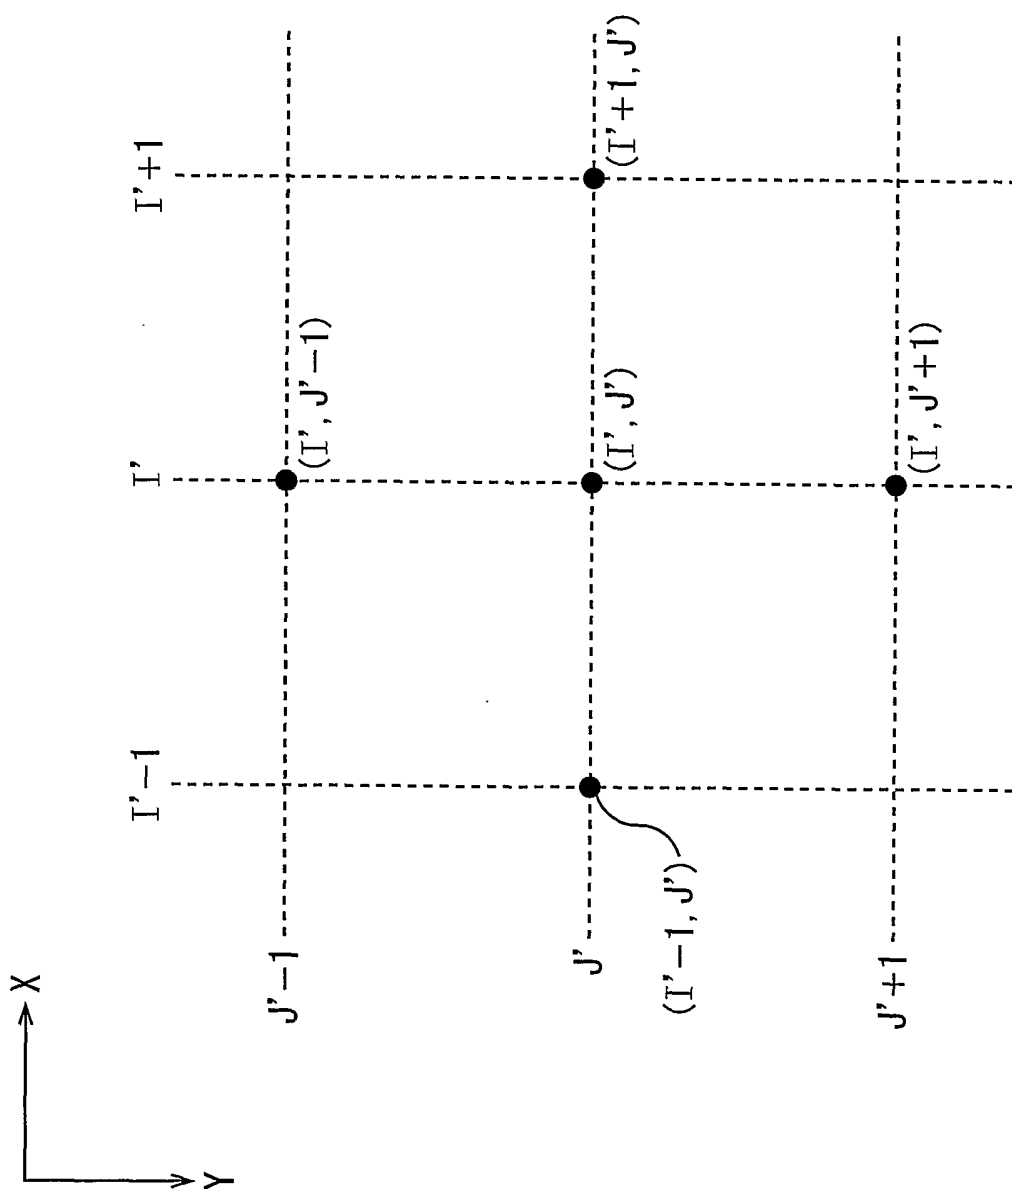 X
Y
I'−1
I'
I'+1
J'−1
(I', J'−1)
J'
(I', J')
(I'+1, J')
(I'−1, J')
J'+1
(I', J'+1)